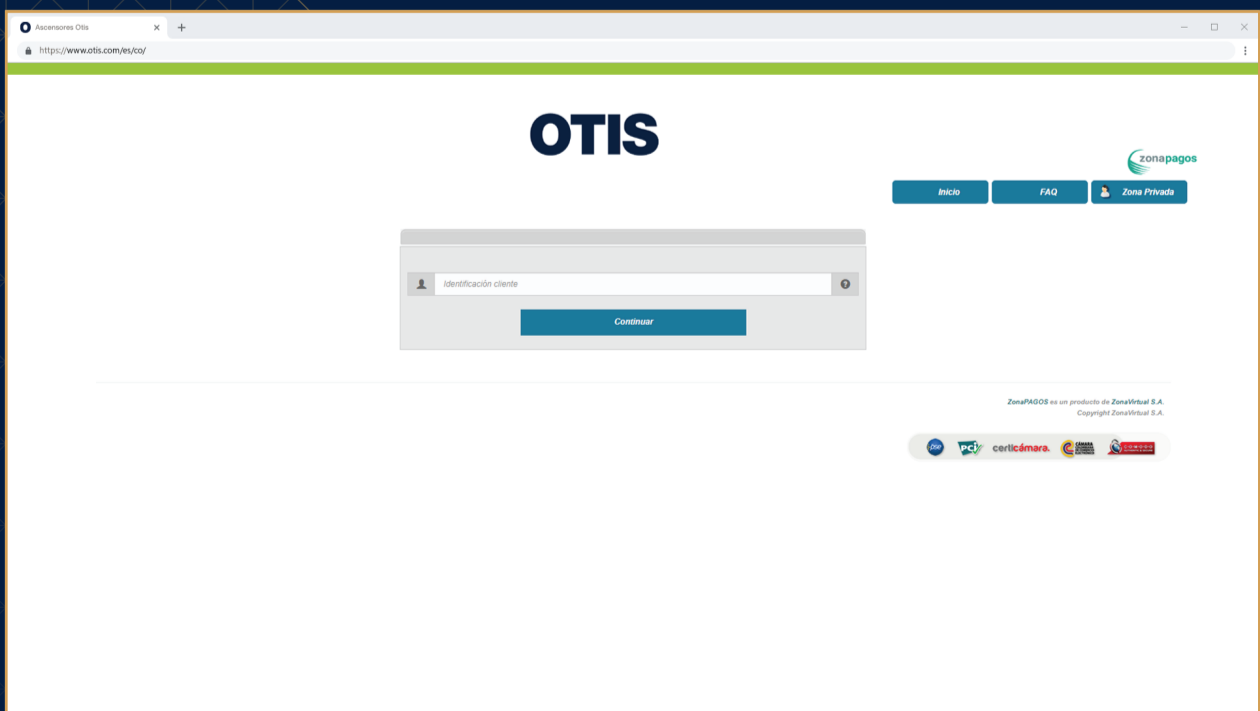 Ascensores Otis
https://www.otis.com/es/co/
OTIS
zonapagos
Inicio
FAQ
Zona Privada
Identificación cliente
Continuar
ZonaPAGOS es un producto de ZonaVirtual S.A.
Copyright ZonaVirtual S.A.
pse
PCI
certicámara.
CÁMARA